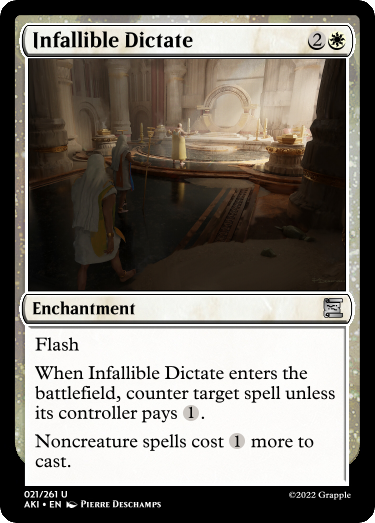 Infallible Dictate 2
Enchantment
Flash
When Infallible Dictate enters the
battlefield, counter target spell unless
its controller pays 1.
Noncreature spells cost 1 more to
cast.
021/261 U
AKI • EN Pierre Deschamps
©2022 Grapple